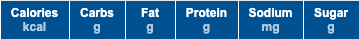 Calories Carbs Fat Protein Sodium Sugar
kcal g g g mg g